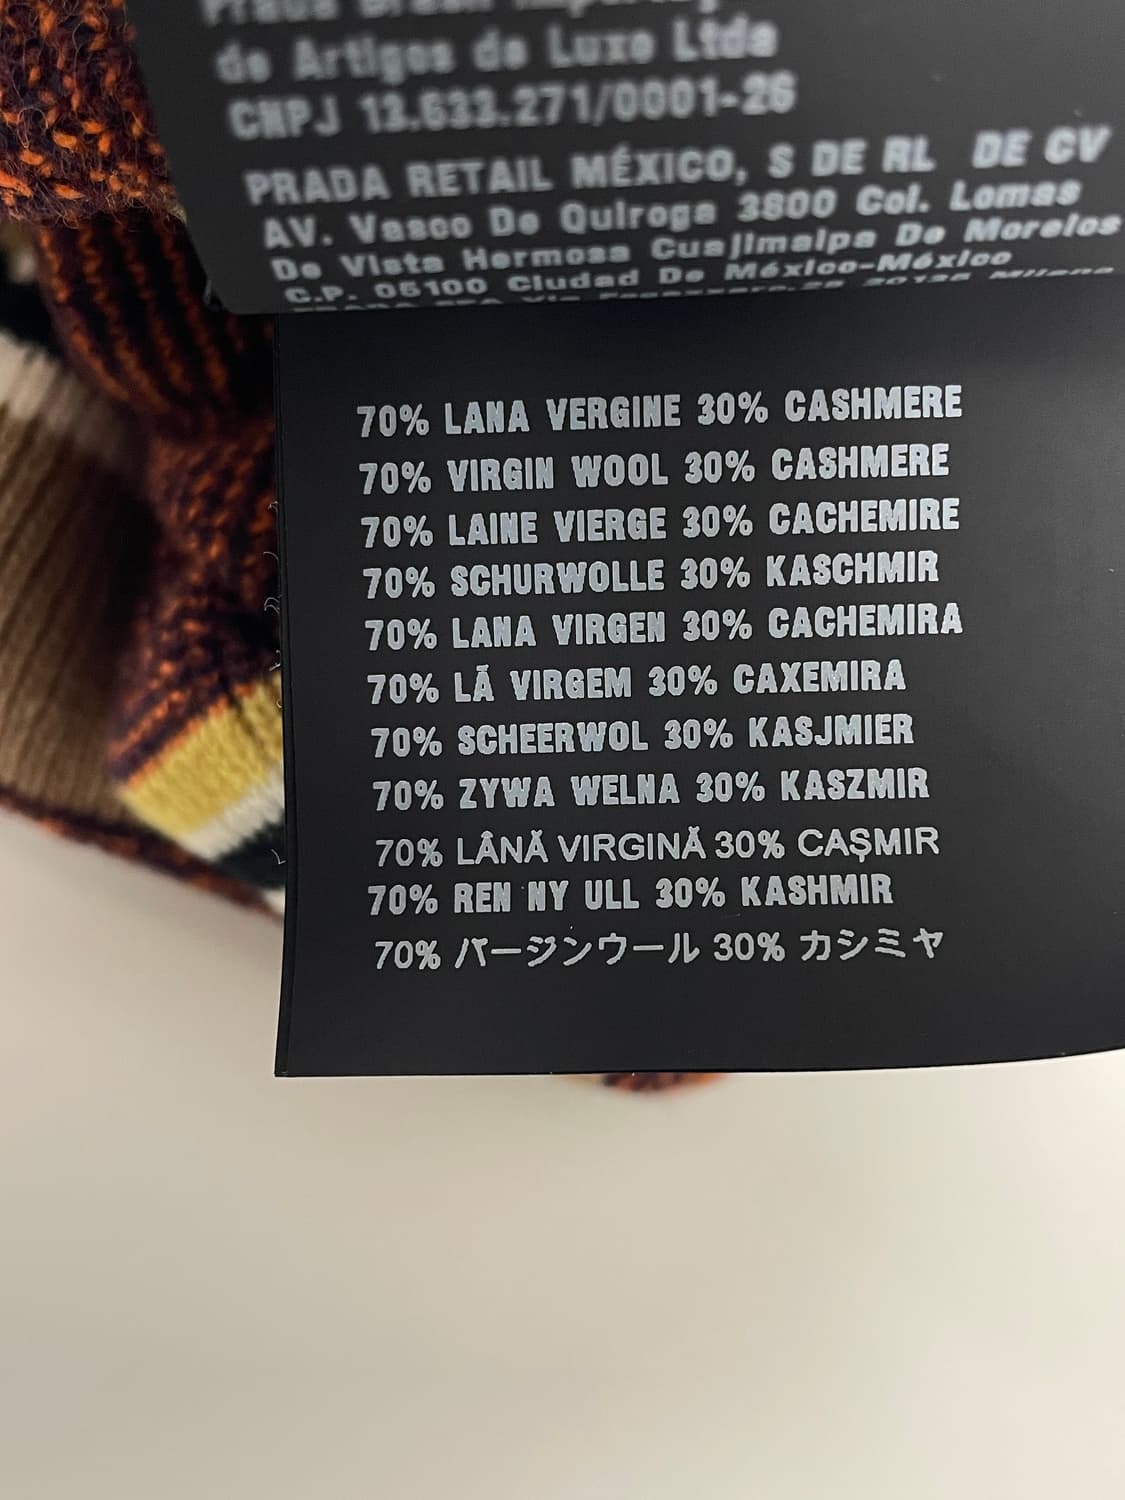 Prada Brasil
de Artigos de Luxo Ltda
CNPJ 13.633.271/0001-26
PRADA RETAIL MÉXICO, S DE RL DE CV
AV. Vasco De Quiroga 3800 Col. Lomas
De Vista Hermosa Cuajimalpa De Morelos
C.P. 05100 Ciudad De México-México
20135 Milano
70% LANA VERGINE 30% CASHMERE
70% VIRGIN WOOL 30% CASHMERE
70% LAINE VIERGE 30% CACHEMIRE
70% SCHURWOLLE 30% KASCHMIR
70% LANA VIRGEN 30% CACHEMIRA
70% LÃ VIRGEM 30% CAXEMIRA
70% SCHEERWOL 30% KASJMIER
70% ZYWA WELNA 30% KASZMIR
70% LÂNĂ VIRGINĂ 30% CAȘMIR
70% REN NY ULL 30% KASHMIR
70% バージンウール 30% カシミヤ